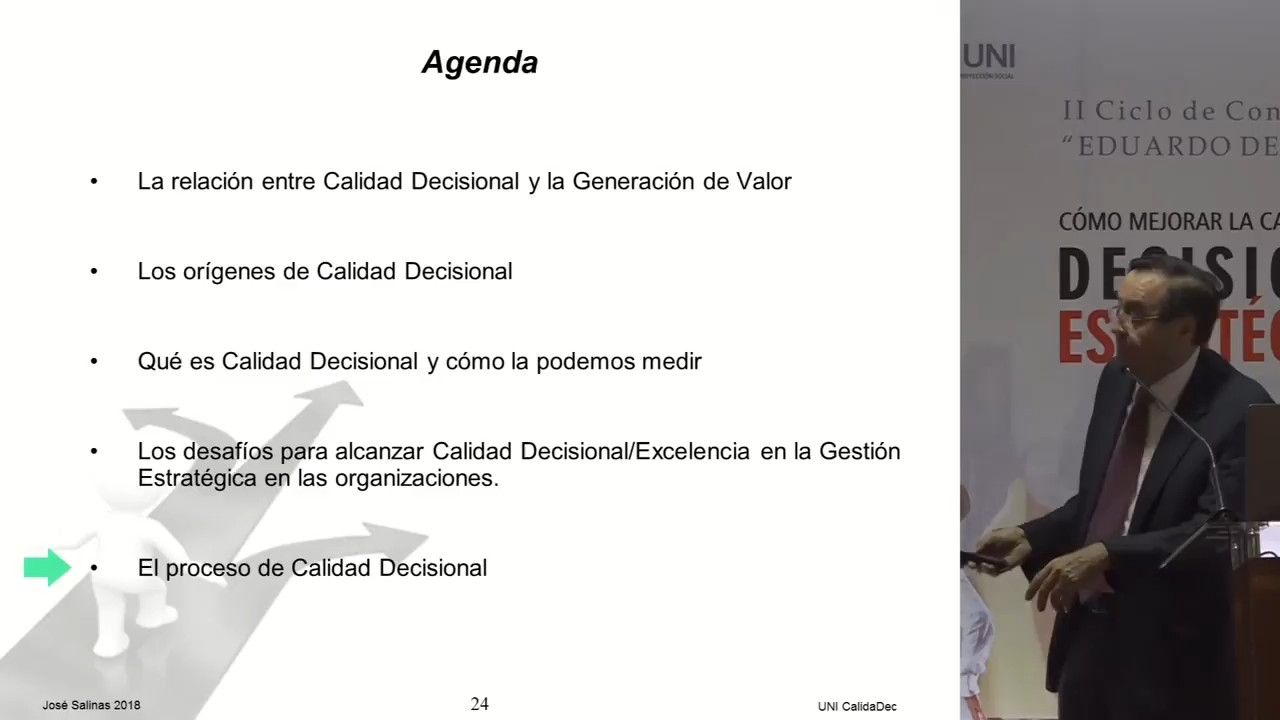 Agenda
• La relación entre Calidad Decisional y la Generación de Valor
• Los orígenes de Calidad Decisional
• Qué es Calidad Decisional y cómo la podemos medir
• Los desafíos para alcanzar Calidad Decisional/Excelencia en la Gestión
Estratégica en las organizaciones.
• El proceso de Calidad Decisional
José Salinas 2018
24
UNI CalidaDec
UNI
II Ciclo de Con
“EDUARDO DE
CÓMO MEJORAR LA CA